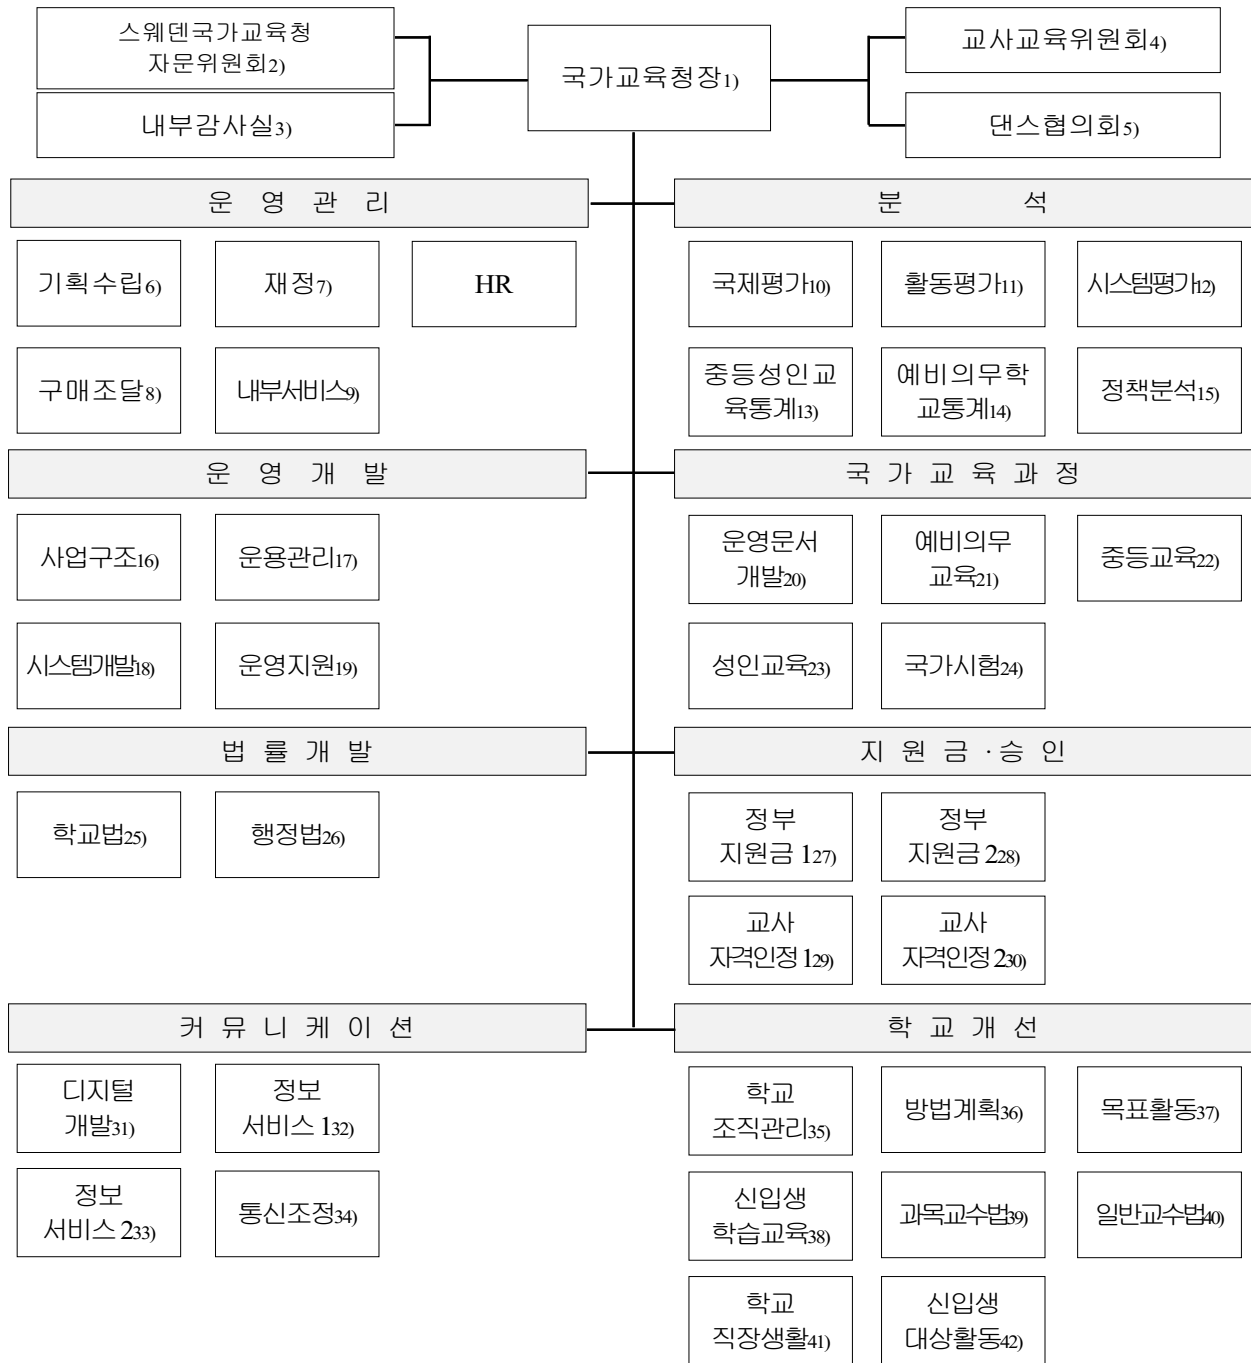 스웨덴국가교육청
자문위원회2)
내부감사실3)
국가교육청장1)
교사교육위원회4)
댄스협의회5)
운 영 관 리
기획수립6)
재정7)
HR
구매조달8)
내부서비스9)
분 석
국제평가10)
활동평가11)
시스템평가12)
중등성인교
육통계13)
예비의무학
교통계14)
정책분석15)
운 영 개 발
사업구조16)
운용관리17)
시스템개발18)
운영지원19)
국 가 교 육 과 정
운영문서
개발20)
예비의무
교육21)
중등교육22)
성인교육23)
국가시험24)
법 률 개 발
학교법25)
행정법26)
지 원 금 · 승 인
정부
지원금 127)
정부
지원금 228)
교사
자격인정 129)
교사
자격인정 230)
커 뮤 니 케 이 션
디지털
개발31)
정보
서비스 132)
정보
서비스 233)
통신조정34)
학 교 개 선
학교
조직관리35)
방법계획36)
목표활동37)
신입생
학습교육38)
과목교수법39)
일반교수법40)
학교
직장생활41)
신입생
대상활동42)